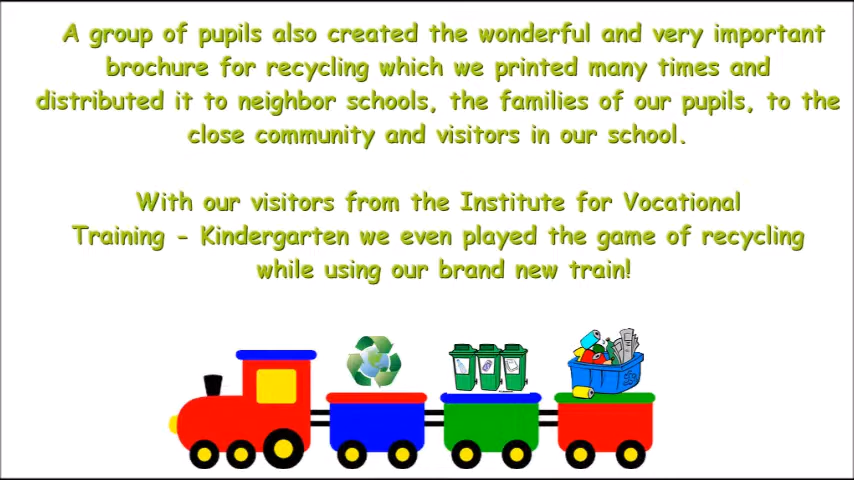 A group of pupils also created the wonderful and very important
brochure for recycling which we printed many times and
distributed it to neighbor schools, the families of our pupils, to the
close community and visitors in our school.
With our visitors from the Institute for Vocational
Training - Kindergarten we even played the game of recycling
while using our brand new train!